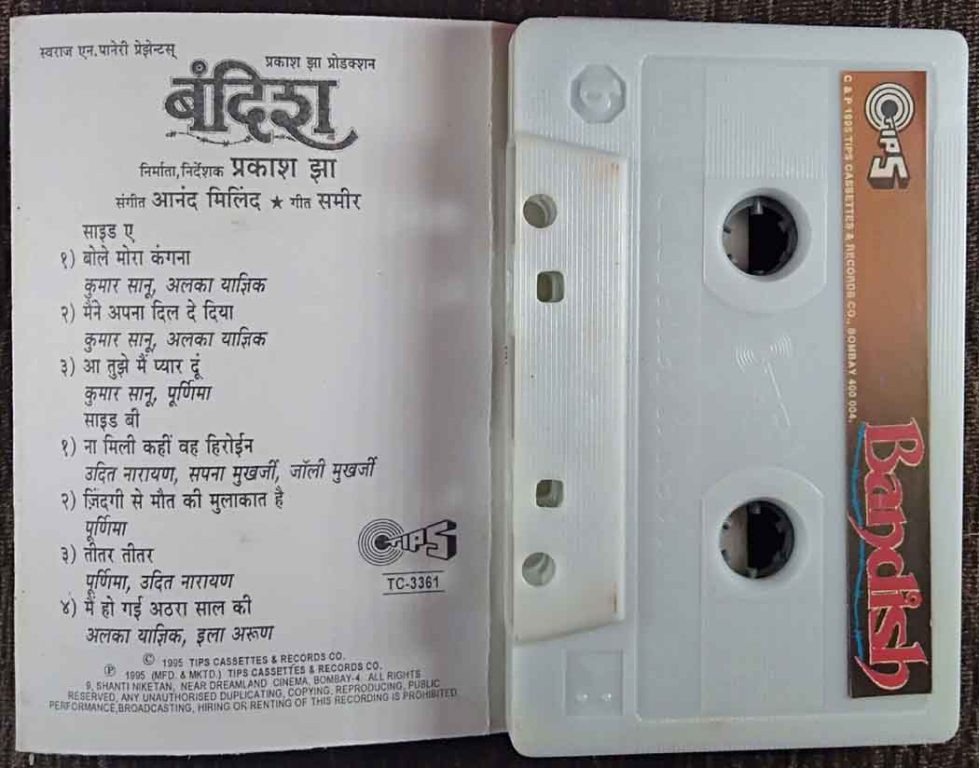 स्वराज एन. पानेरी प्रेझेन्टस्
प्रकाश झा प्रोडक्शन
बंदिश
निर्माता, निर्देशक प्रकाश झा
संगीत आनंद मिलिंद ★ गीत समीर
साइड ए
१) बोले मोरा कंगना
कुमार सानू, अलका याज्ञिक
२) मैंने अपना दिल दे दिया
कुमार सानू, अलका याज्ञिक
३) आ तुझे मैं प्यार दूं
कुमार सानू, पूर्णिमा
साइड बी
१) ना मिली कहीं वह हिरोईन
उदित नारायण, सपना मुखर्जी, जॉली मुखर्जी
२) ज़िंदगी से मौत की मुलाकात है
पूर्णिमा
३) तीतर तीतर
पूर्णिमा, उदित नारायण
४) मैं हो गई अठरा साल की
अलका याज्ञिक, इला अरूण
TIPS
TC-3361
© 1995 TIPS CASSETTES & RECORDS CO.
℗ 1995 (MFD. & MKTD.) TIPS CASSETTES & RECORDS CO.
9, SHANTI NIKETAN, NEAR DREAMLAND CINEMA, BOMBAY-4. ALL RIGHTS
RESERVED, ANY UNAUTHORISED DUPLICATING, COPYING, REPRODUCING, PUBLIC
PERFORMANCE, BROADCASTING, HIRING OR RENTING OF THIS RECORDING IS PROHIBITED
TIPS
C & P 1995 TIPS CASSETTES & RECORDS CO., BOMBAY 400 004.
Bandish